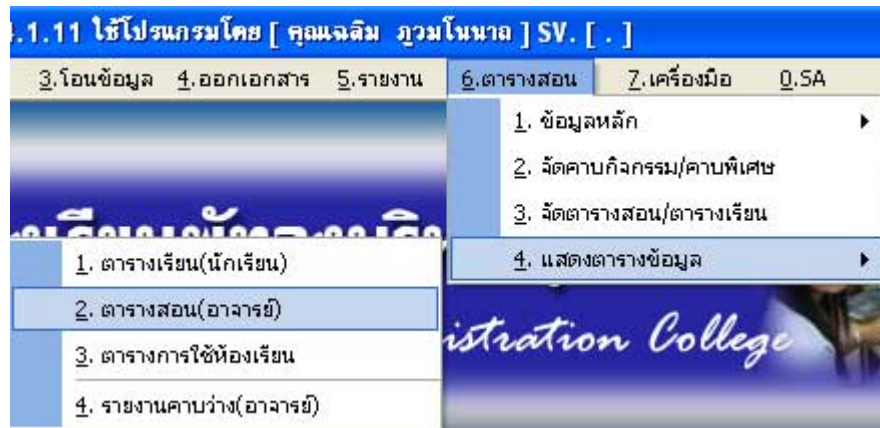 .1.11 ใช้โปรแกรมโดย [ คุณเฉลิม ภูวมโนนาถ ] SV. [ . ]
3.โอนข้อมูล 4.ออกเอกสาร 5.รายงาน 6.ตารางสอน 7.เครื่องมือ 0.SA
1. ข้อมูลหลัก
2. จัดคาบกิจกรรม/คาบพิเศษ
3. จัดตารางสอน/ตารางเรียน
4. แสดงตารางข้อมูล
1. ตารางเรียน(นักเรียน)
2. ตารางสอน(อาจารย์)
3. ตารางการใช้ห้องเรียน
4. รายงานคาบว่าง(อาจารย์)
istration College